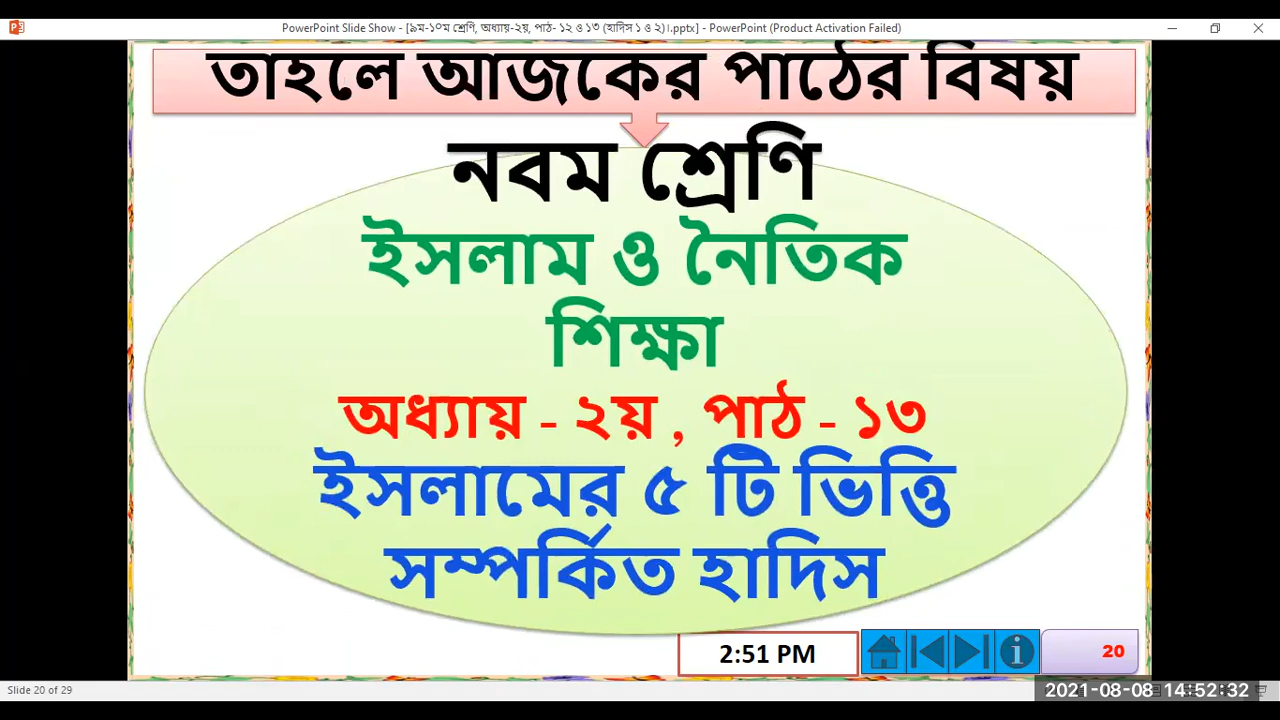 PowerPoint Slide Show - [৯ম-১০ম শ্রেণি, অধ্যায়-২য়, পাঠ- ১২ ও ১৩ (হাদিস ১ ও ২)।.pptx] - PowerPoint (Product Activation Failed)
তাহলে আজকের পাঠের বিষয়
নবম শ্রেণি
ইসলাম ও নৈতিক
শিক্ষা
অধ্যায় - ২য় , পাঠ - ১৩
ইসলামের ৫ টি ভিত্তি
সম্পর্কিত হাদিস
2:51 PM
20
Slide 20 of 29
2021-08-08 14:52:32